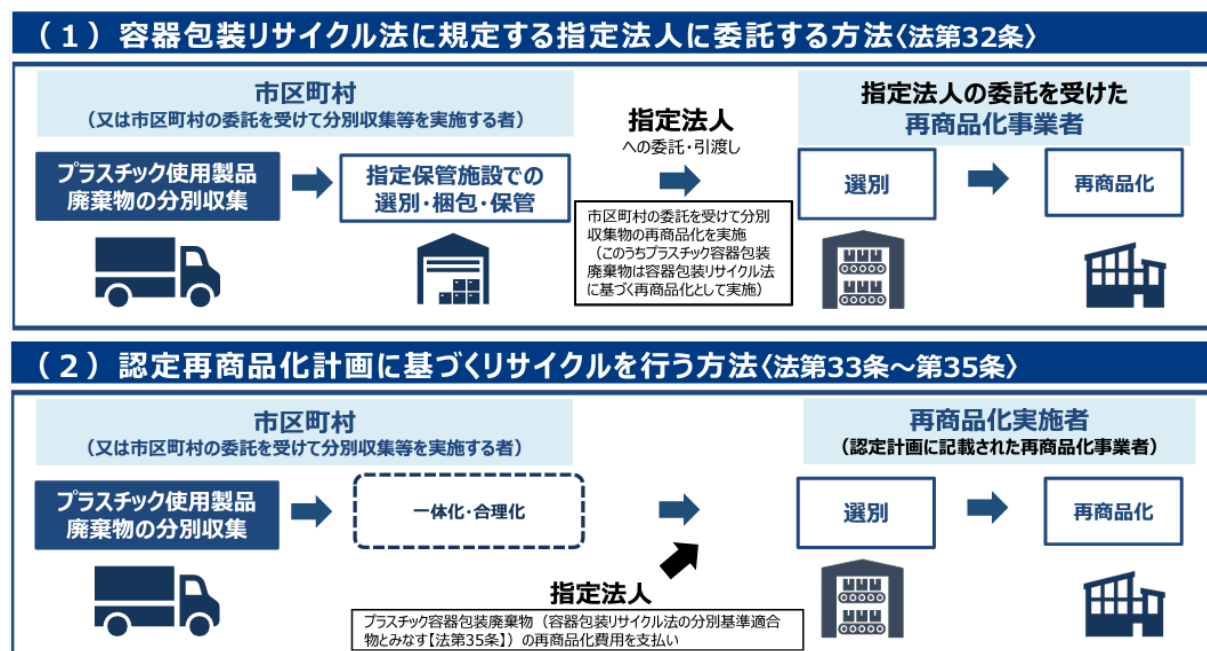 （１）容器包装リサイクル法に規定する指定法人に委託する方法〈法第32条〉
市区町村
（又は市区町村の委託を受けて分別収集等を実施する者）
プラスチック使用製品
廃棄物の分別収集
指定保管施設での
選別・梱包・保管
指定法人
への委託・引渡し
市区町村の委託を受けて分別
収集物の再商品化を実施
（このうちプラスチック容器包装
廃棄物は容器包装リサイクル法
に基づく再商品化として実施）
指定法人の委託を受けた
再商品化事業者
選別
再商品化
（２）認定再商品化計画に基づくリサイクルを行う方法〈法第33条～第35条〉
市区町村
（又は市区町村の委託を受けて分別収集等を実施する者）
プラスチック使用製品
廃棄物の分別収集
一体化・合理化
指定法人
プラスチック容器包装廃棄物（容器包装リサイクル法の分別基準適合
物とみなす【法第35条】）の再商品化費用を支払い
再商品化実施者
（認定計画に記載された再商品化事業者）
選別
再商品化